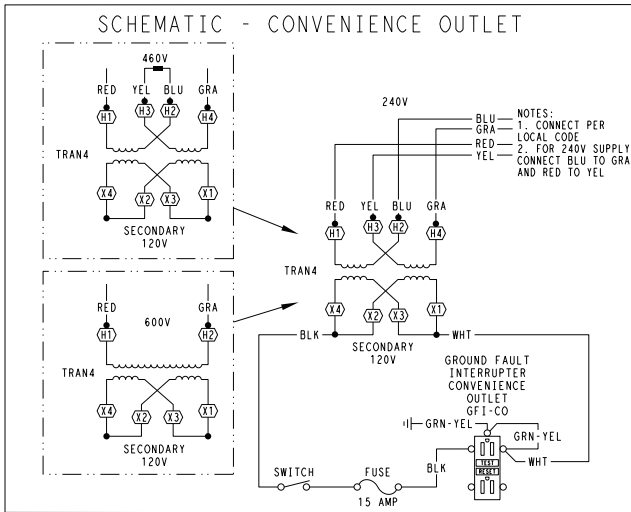 SCHEMATIC - CONVENIENCE OUTLET
460V
RED YEL BLU GRA
H1 H3 H2 H4
TRAN4
X4 X2 X3 X1
SECONDARY
120V
RED GRA
600V
H1 H2
TRAN4
X4 X2 X3 X1
SECONDARY
120V
240V
BLU
GRA
RED
YEL
NOTES:
1. CONNECT PER
LOCAL CODE
2. FOR 240V SUPPLY
CONNECT BLU TO GRA
AND RED TO YEL
RED YEL BLU GRA
H1 H3 H2 H4
TRAN4
X4 X2 X3 X1
BLK
WHT
SECONDARY
120V
GROUND FAULT
INTERRUPTER
CONVENIENCE
OUTLET
GFI-CO
GRN-YEL
GRN-YEL
WHT
BLK
TEST
RESET
SWITCH
FUSE
15 AMP